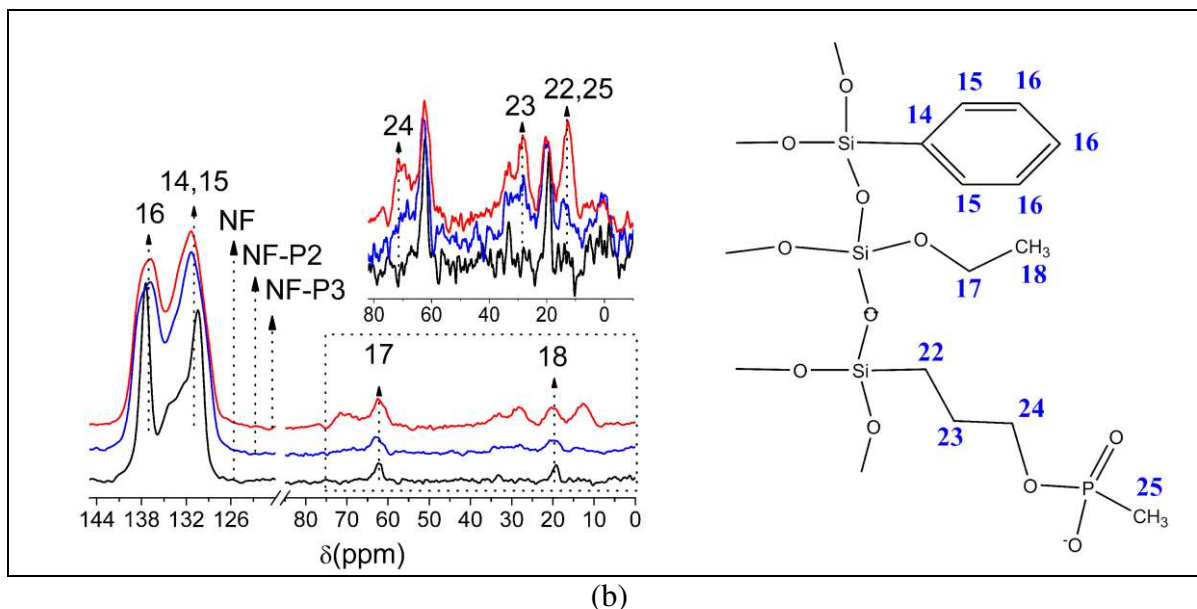 16
14,15
NF
NF-P2
NF-P3
24
23
22,25
80 60 40 20 0
17
18
144 138 132 126 80 70 60 50 40 30 20 10 0
δ(ppm)
O
15
16
14
O
Si
16
O
15
16
O
Si
O
CH3
17
18
O
O
Si
22
O
23
24
O
O
P
25
CH3
-O
(b)